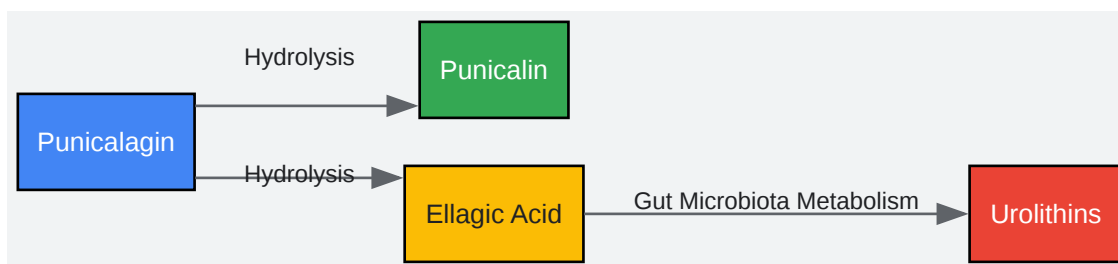 Hydrolysis
Punicalin
Punicalagin
Hydrolysis
Ellagic Acid
Gut Microbiota Metabolism
Urolithins